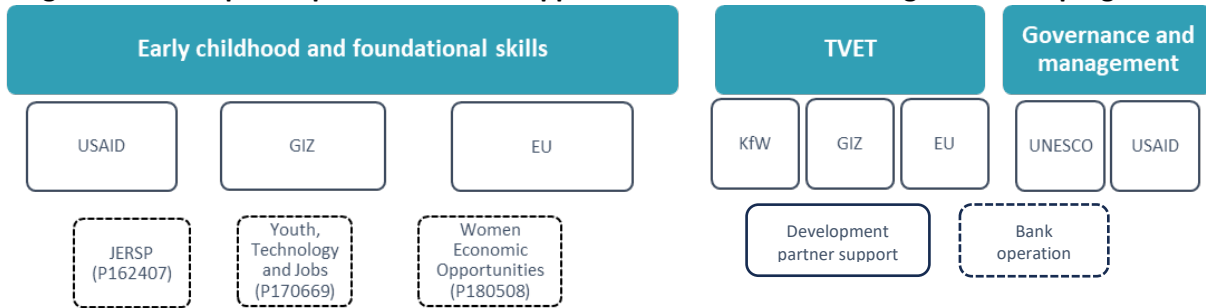 Early childhood and foundational skills
TVET
Governance and
management
USAID
GIZ
EU
KfW
GIZ
EU
UNESCO
USAID
JERSP
(P162407)
Youth,
Technology
and Jobs
(P170669)
Women
Economic
Opportunities
(P180508)
Development
partner support
Bank
operation